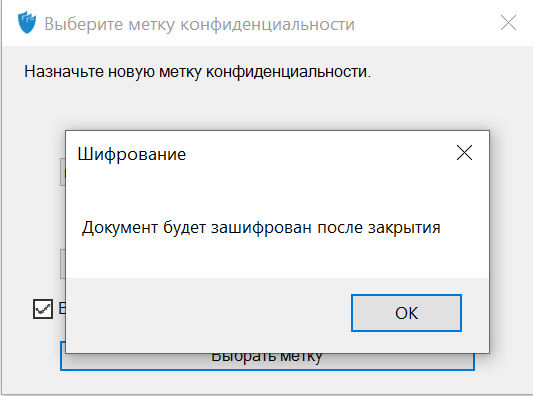 Выберите метку конфиденциальности
Назначьте новую метку конфиденциальности.
Шифрование
Документ будет зашифрован после закрытия
OK
Выбрать метку